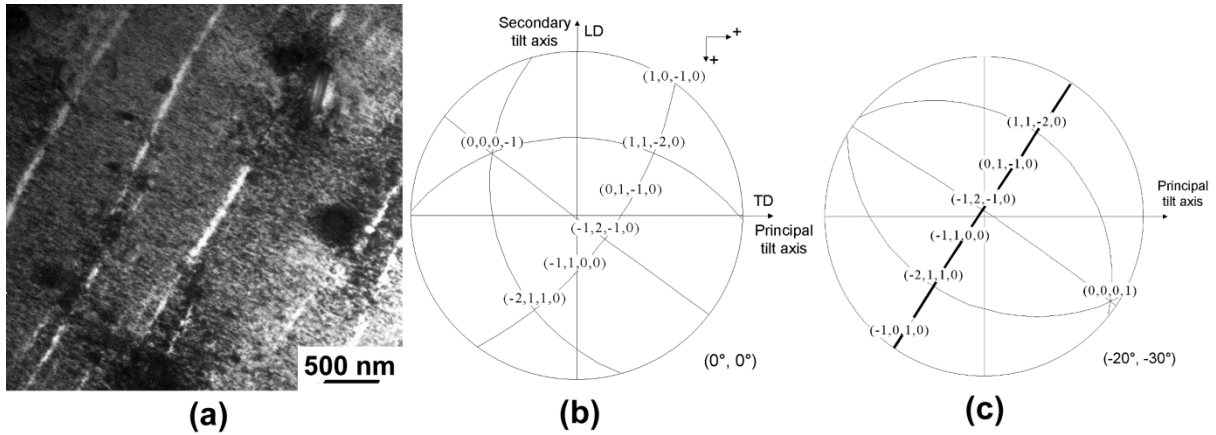 500 nm
(a)
Secondary
tilt axis
LD
+
+
(1,0,-1,0)
(0,0,0,-1)
(1,1,-2,0)
(0,1,-1,0)
TD
(-1,2,-1,0)
Principal
tilt axis
(-1,1,0,0)
(-2,1,1,0)
(0°, 0°)
(b)
(1,1,-2,0)
(0,1,-1,0)
Principal
tilt axis
(-1,2,-1,0)
(-1,1,0,0)
(-2,1,1,0)
(0,0,0,1)
(-1,0,1,0)
(-20°, -30°)
(c)